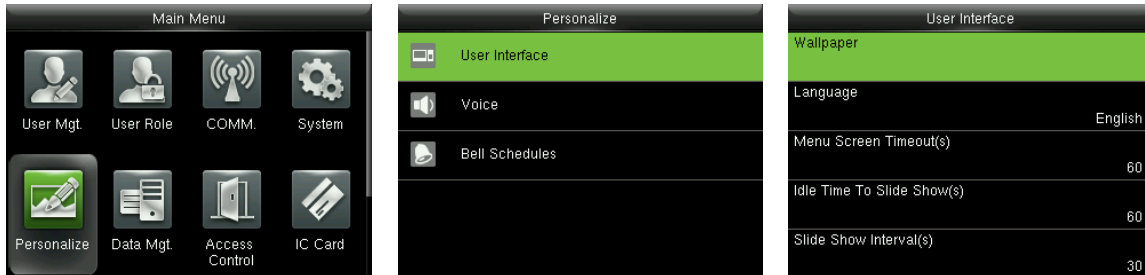 Main Menu
User Mgt.
User Role
COMM.
System
Personalize
Data Mgt.
Access
Control
IC Card
Personalize
User Interface
Voice
Bell Schedules
User Interface
Wallpaper
Language
English
Menu Screen Timeout(s)
60
Idle Time To Slide Show(s)
60
Slide Show Interval(s)
30